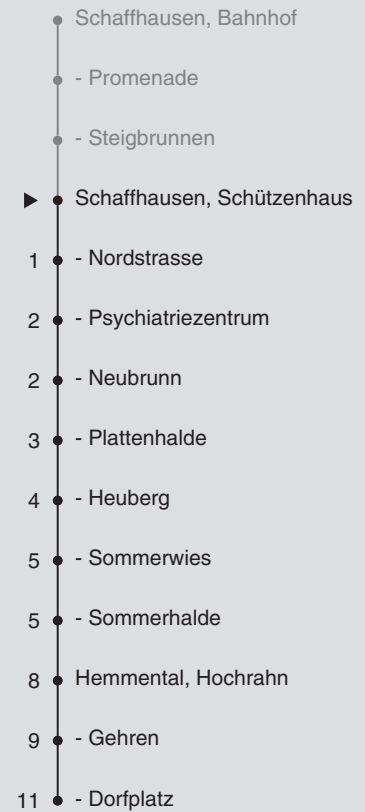 Schaffhausen, Bahnhof
- Promenade
- Steigbrunnen
Schaffhausen, Schützenhaus
1 - Nordstrasse
2 - Psychiatriezentrum
2 - Neubrunn
3 - Plattenhalde
4 - Heuberg
5 - Sommerwies
5 - Sommerhalde
8 Hemmental, Hochrahn
9 - Gehren
11 - Dorfplatz